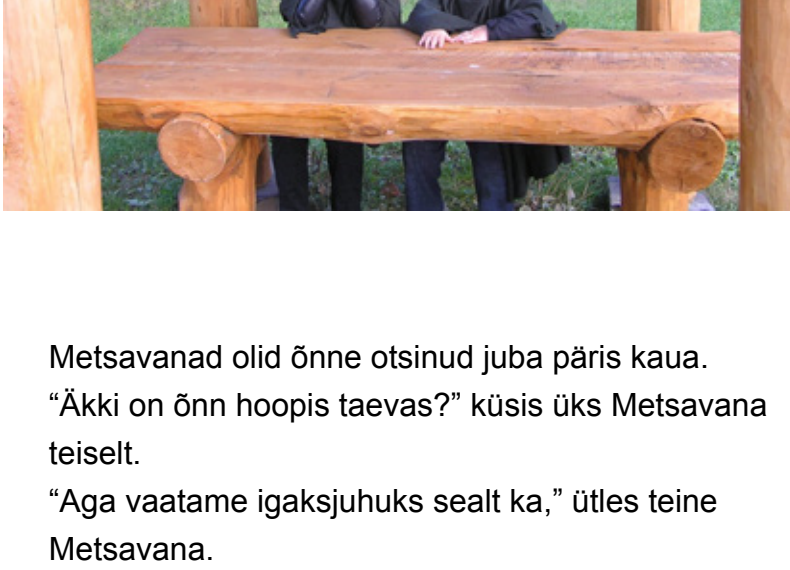 Metsavanad olid õnne otsinud juba päris kaua.
“Äkki on õnn hoopis taevas?” küsis üks Metsavana
teiselt.
“Aga vaatame igaksjuhuks sealt ka,” ütles teine
Metsavana.